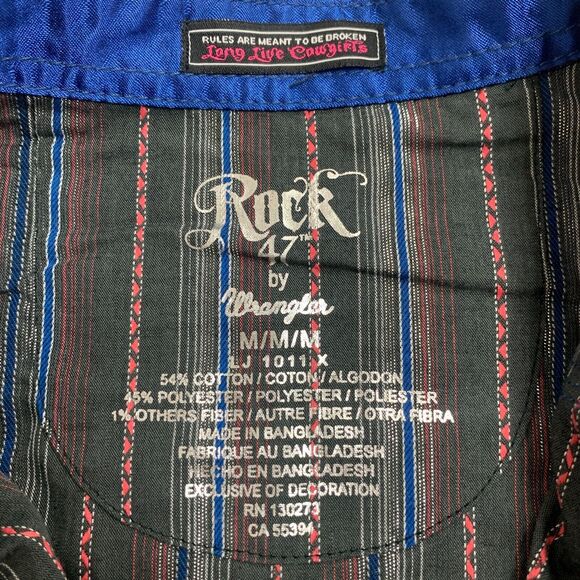 RULES ARE MEANT TO BE BROKEN
Long Live Cowgirls
Rock
47™
by
Wrangler
M/M/M
LJ 1011 X
54% COTTON / COTON / ALGODON
45% POLYESTER / POLYESTER / POLIESTER
1% OTHERS FIBER / AUTRE FIBRE / OTRA FIBRA
MADE IN BANGLADESH
FABRIQUE AU BANGLADESH
HECHO EN BANGLADESH
EXCLUSIVE OF DECORATION
RN 130273
CA 55394